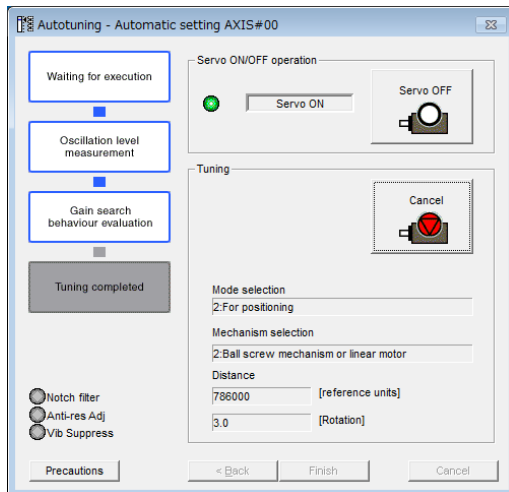 Autotuning - Automatic setting AXIS#00
Waiting for execution
Oscillation level
measurement
Gain search
behaviour evaluation
Tuning completed
Notch filter
Anti-res Adj
Vib Suppress
Precautions
Servo ON/OFF operation
Servo ON
Servo OFF
Tuning
Cancel
Mode selection
2:For positioning
Mechanism selection
2:Ball screw mechanism or linear motor
Distance
786000 [reference units]
3.0 [Rotation]
< Back Finish Cancel